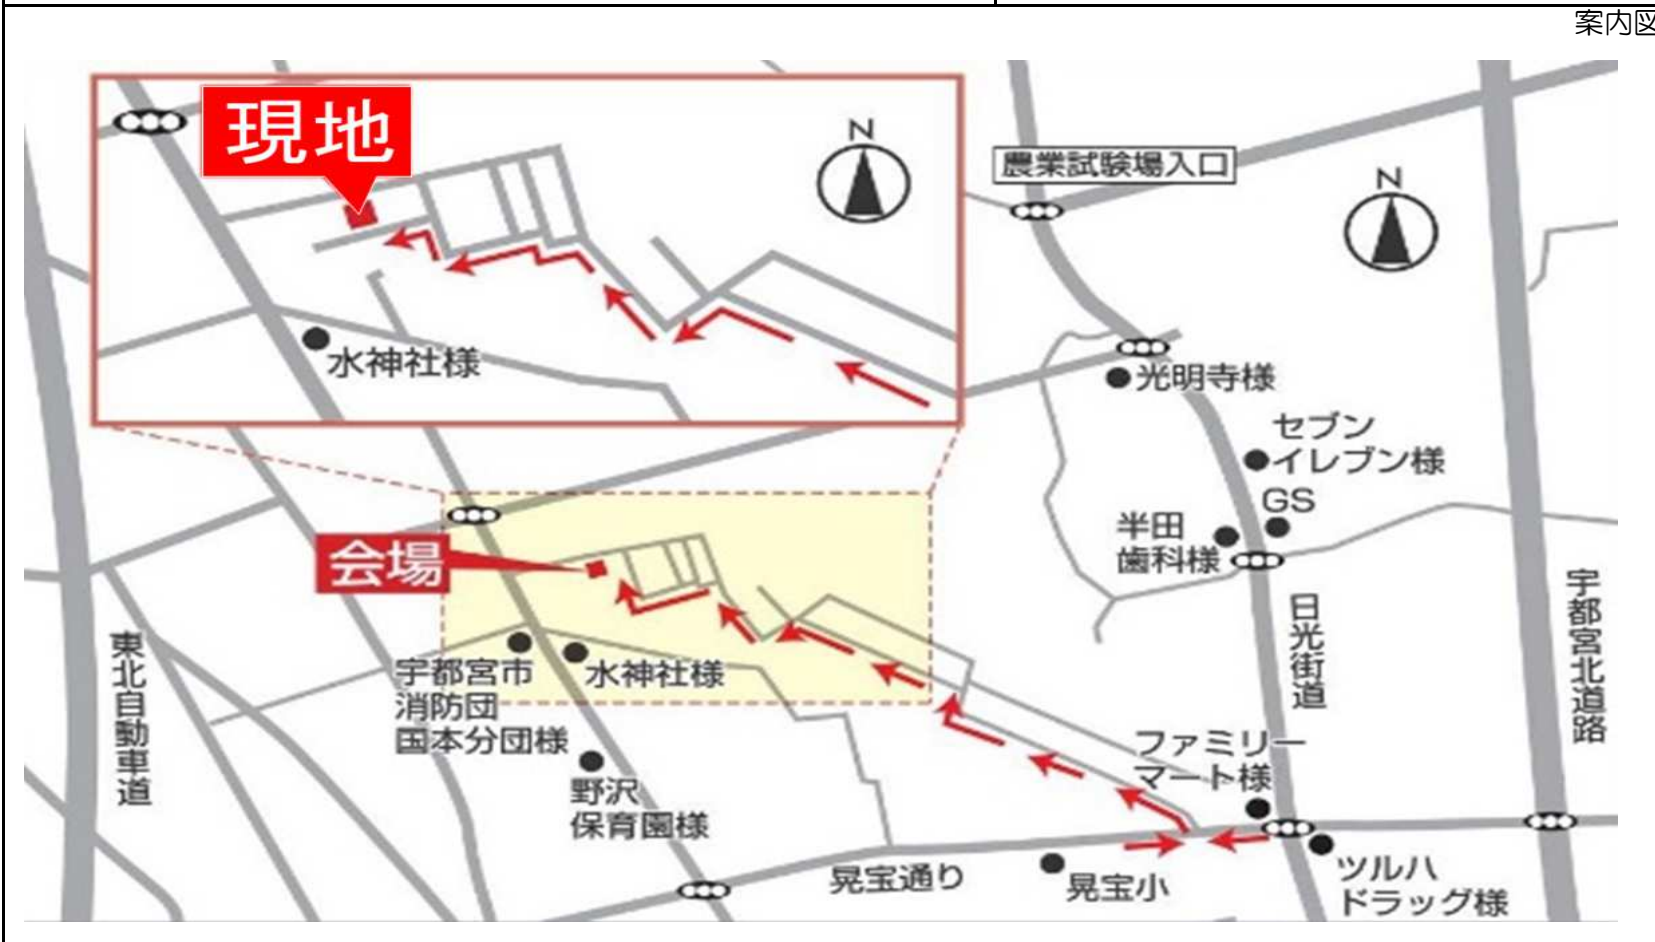 案内図
現地
N
農業試験場入口
N
水神社様
光明寺様
セブン
イレブン様
GS
半田
歯科様
会場
宇都宮市
消防団
国本分団様
水神社様
野沢
保育園様
東北自動車道
日光街道
宇都宮北道路
ファミリー
マート様
晃宝通り
晃宝小
ツルハ
ドラッグ様